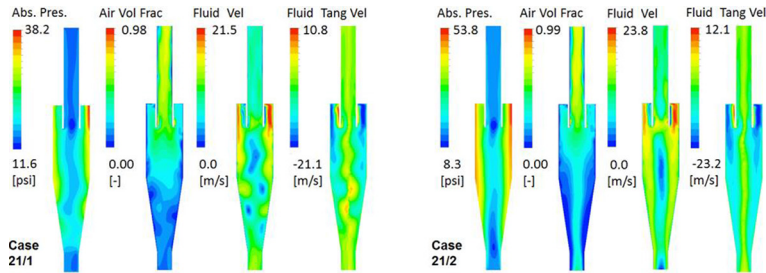 Abs. Pres. Air Vol Frac Fluid Vel Fluid Tang Vel
38.2 0.98 21.5 10.8
11.6 0.00 0.0 -21.1
[psi] [-] [m/s] [m/s]
Case
21/1
Abs. Pres. Air Vol Frac Fluid Vel Fluid Tang Vel
53.8 0.99 23.8 12.1
8.3 0.00 0.0 -23.2
[psi] [-] [m/s] [m/s]
Case
21/2